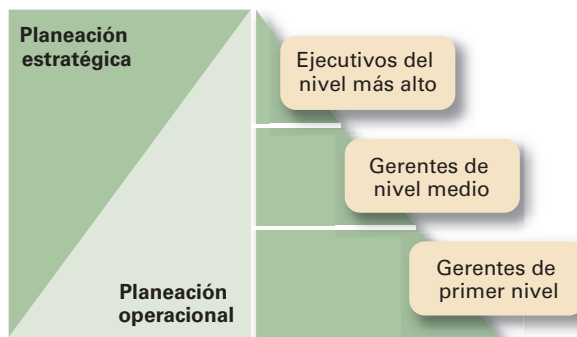 Planeación
estratégica
Ejecutivos del
nivel más alto
Gerentes de
nivel medio
Gerentes de
primer nivel
Planeación
operacional